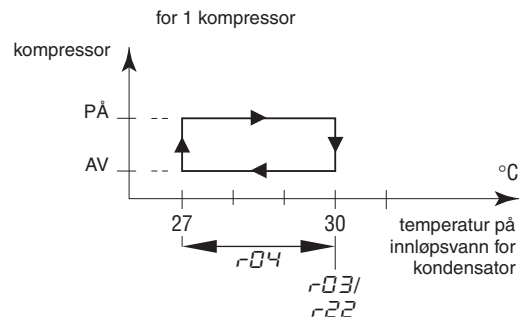 for 1 kompressor
kompressor
PÅ
AV
°C
27
30
temperatur på
innløpsvann for
kondensator
r04
r03/
r22